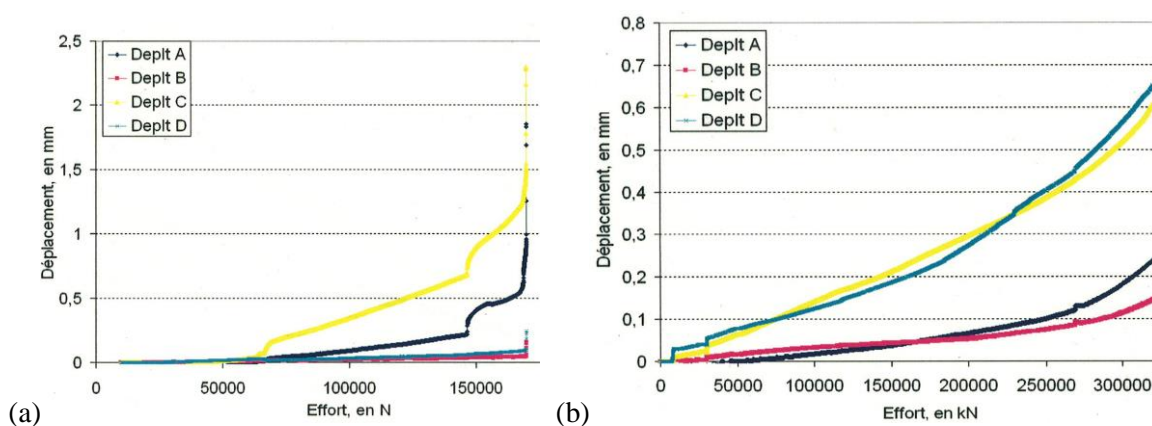 2,5
2
1,5
1
0,5
0
Déplacement, en mm
Deplt A
Deplt B
Deplt C
Deplt D
0 50000 100000 150000
Effort, en N
(a)
0,8
0,7
0,6
0,5
0,4
0,3
0,2
0,1
0
Déplacement, en mm
Deplt A
Deplt B
Deplt C
Deplt D
0 50000 100000 150000 200000 250000 300000
Effort, en kN
(b)